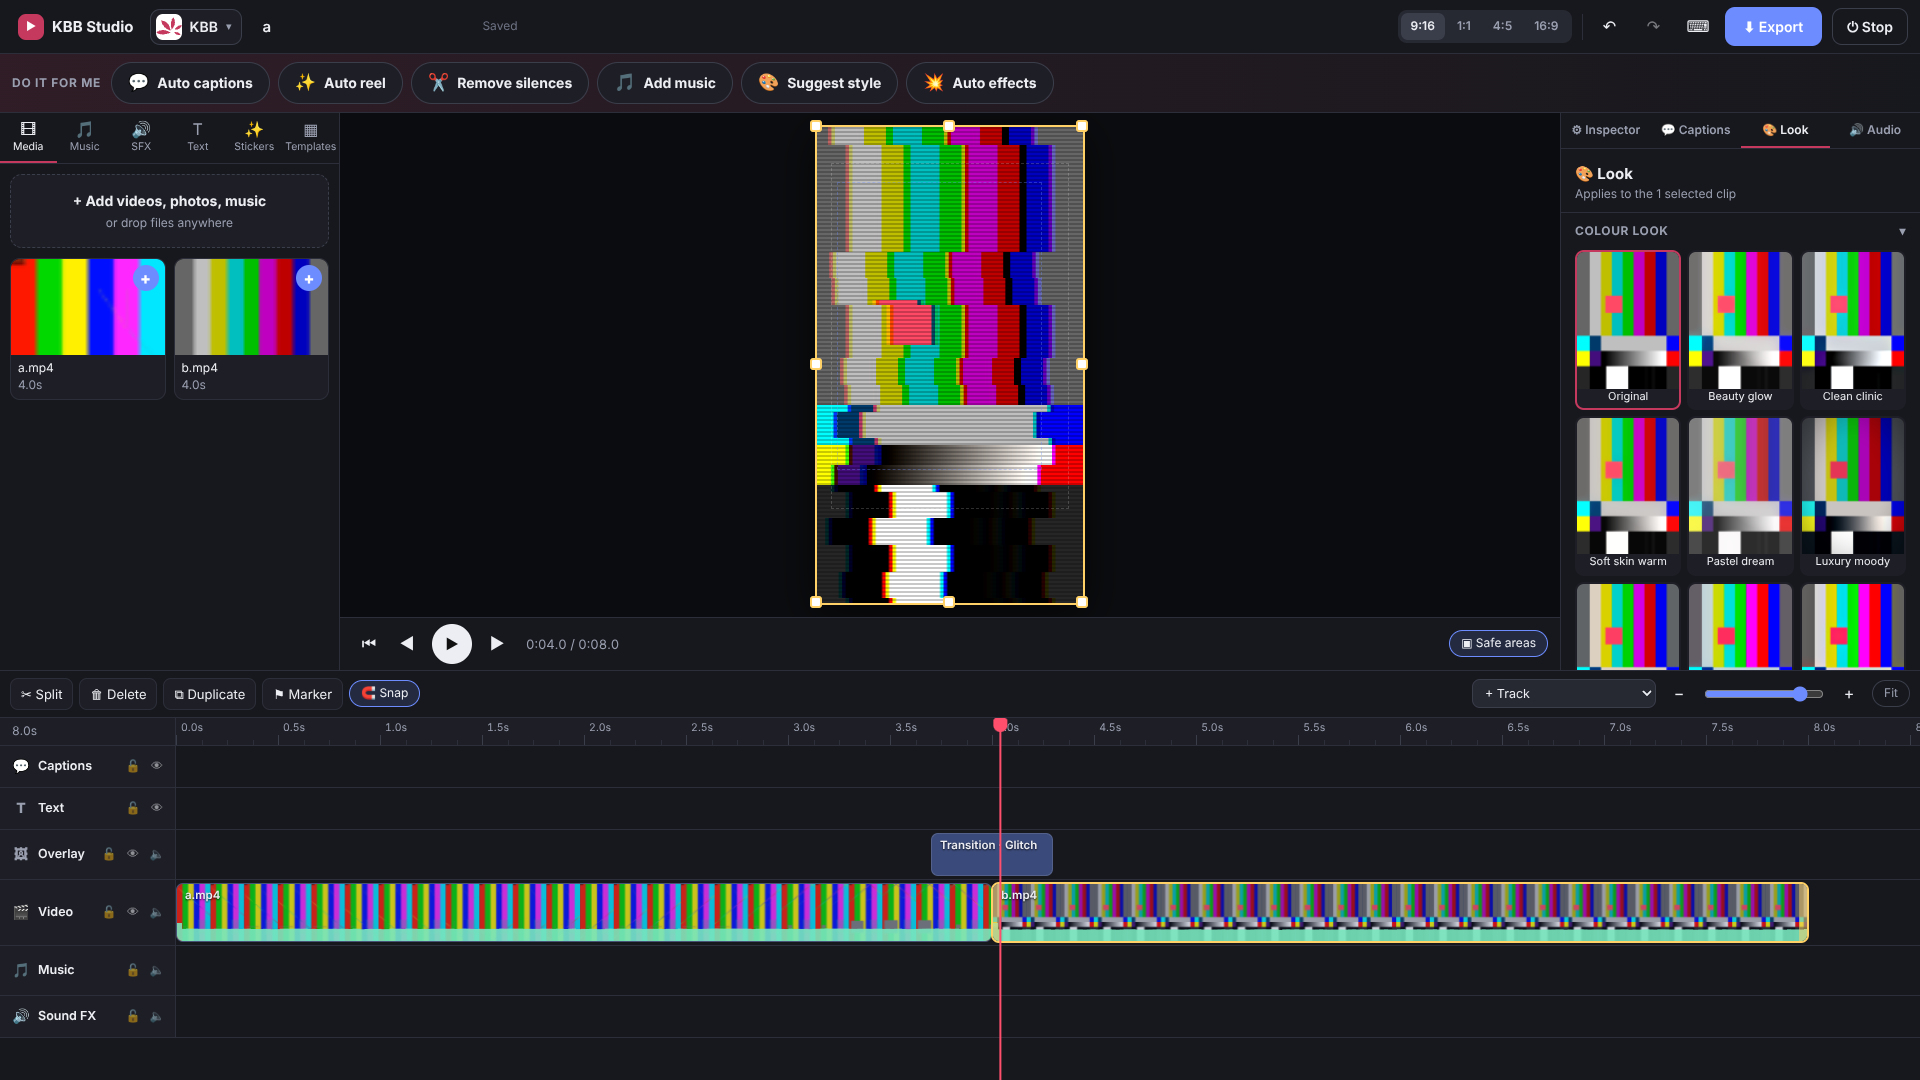 KBB Studio
KBB
a
Saved
9:16
1:1
4:5
16:9
Export
Stop
DO IT FOR ME
Auto captions
Auto reel
Remove silences
Add music
Suggest style
Auto effects
Media
Music
SFX
Text
Stickers
Templates
+ Add videos, photos, music
or drop files anywhere
a.mp4
4.0s
b.mp4
4.0s
0:04.0 / 0:08.0
Safe areas
Inspector
Captions
Look
Audio
Look
Applies to the 1 selected clip
COLOUR LOOK
Original
Beauty glow
Clean clinic
Soft skin warm
Pastel dream
Luxury moody
Split
Delete
Duplicate
Marker
Snap
+ Track
Fit
8.0s
0.0s
0.5s
1.0s
1.5s
2.0s
2.5s
3.0s
3.5s
4.5s
5.0s
5.5s
6.0s
6.5s
7.0s
7.5s
8.0s
Captions
Text
Overlay
Transition
Glitch
Video
a.mp4
b.mp4
Music
Sound FX